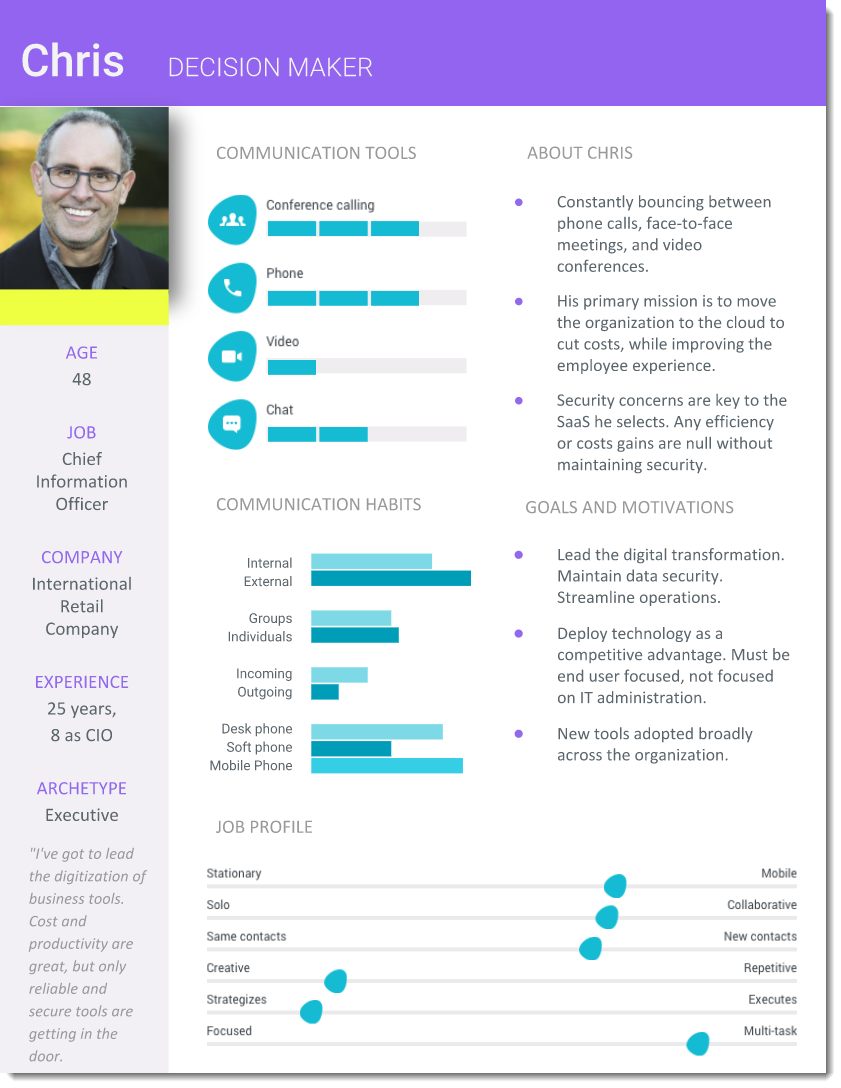 Chris DECISION MAKER
AGE
48
JOB
Chief
Information
Officer
COMPANY
International
Retail
Company
EXPERIENCE
25 years,
8 as CIO
ARCHETYPE
Executive
"I've got to lead
the digitization of
business tools.
Cost and
productivity are
great, but only
reliable and
secure tools are
getting in the
door.
COMMUNICATION TOOLS
Conference calling
Phone
Video
Chat
COMMUNICATION HABITS
Internal
External
Groups
Individuals
Incoming
Outgoing
Desk phone
Soft phone
Mobile Phone
ABOUT CHRIS
Constantly bouncing between
phone calls, face-to-face
meetings, and video
conferences.
His primary mission is to move
the organization to the cloud to
cut costs, while improving the
employee experience.
Security concerns are key to the
SaaS he selects. Any efficiency
or costs gains are null without
maintaining security.
GOALS AND MOTIVATIONS
Lead the digital transformation.
Maintain data security.
Streamline operations.
Deploy technology as a
competitive advantage. Must be
end user focused, not focused
on IT administration.
New tools adopted broadly
across the organization.
JOB PROFILE
Stationary Mobile
Solo Collaborative
Same contacts New contacts
Creative Repetitive
Strategizes Executes
Focused Multi-task